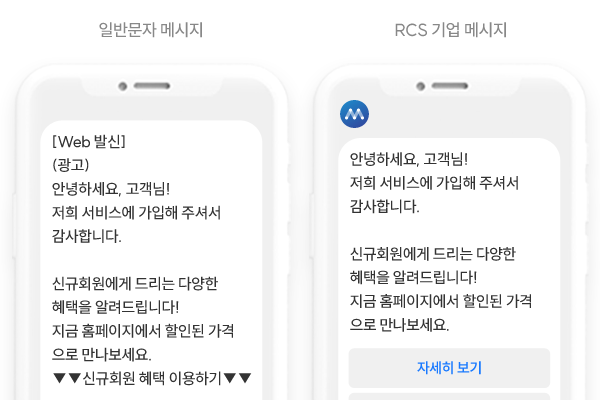 일반문자 메시지
[Web 발신]
(광고)
안녕하세요, 고객님!
저희 서비스에 가입해 주셔서
감사합니다.
신규회원에게 드리는 다양한
혜택을 알려드립니다!
지금 홈페이지에서 할인된 가격
으로 만나보세요.
▼▼신규회원 혜택 이용하기▼▼
RCS 기업 메시지
안녕하세요, 고객님!
저희 서비스에 가입해 주셔서
감사합니다.
신규회원에게 드리는 다양한
혜택을 알려드립니다!
지금 홈페이지에서 할인된 가격
으로 만나보세요.
자세히 보기